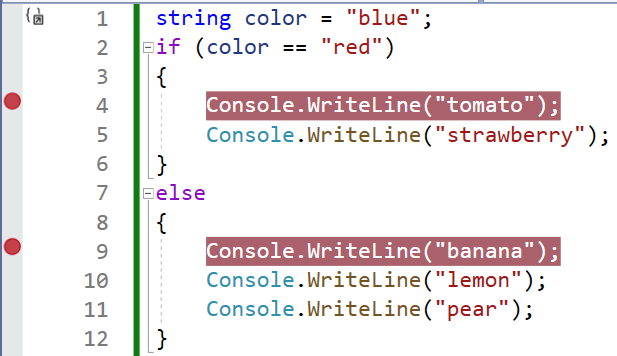 1 string color = "blue";
2 if (color == "red")
3 {
4 Console.WriteLine("tomato");
5 Console.WriteLine("strawberry");
6 }
7 else
8 {
9 Console.WriteLine("banana");
10 Console.WriteLine("lemon");
11 Console.WriteLine("pear");
12 }